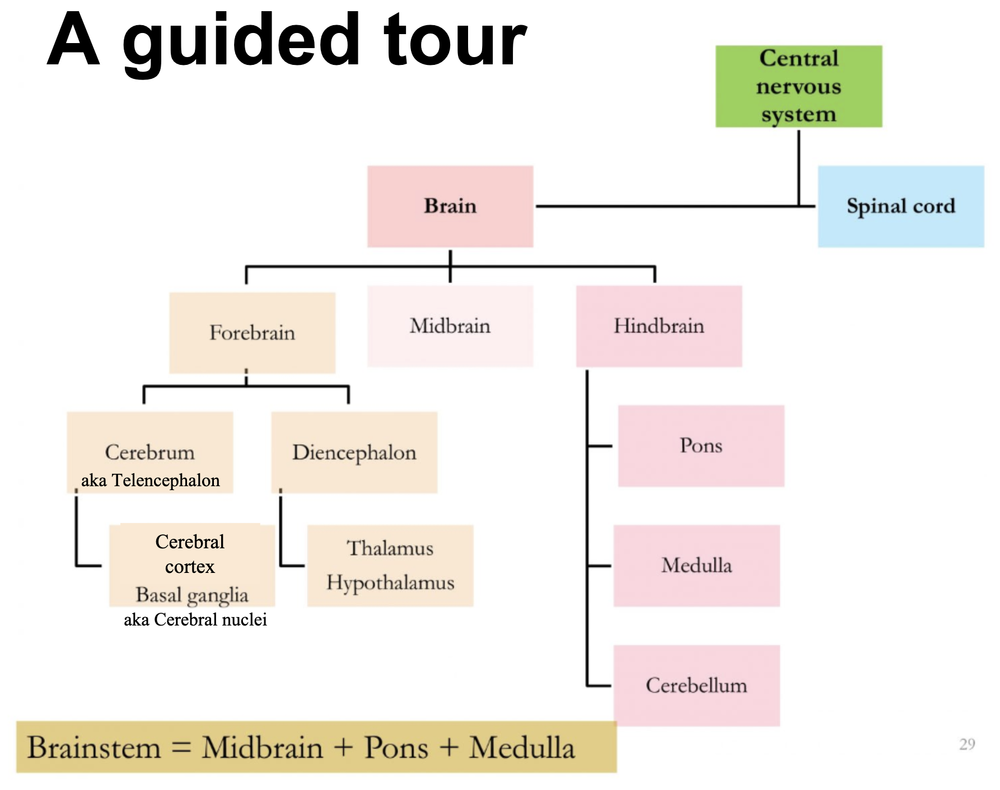 A guided tour
Central
nervous
system
Brain
Spinal cord
Forebrain
Midbrain
Hindbrain
Cerebrum
aka Telencephalon
Diencephalon
Pons
Cerebral
cortex
Basal ganglia
aka Cerebral nuclei
Thalamus
Hypothalamus
Medulla
Cerebellum
Brainstem = Midbrain + Pons + Medulla
29